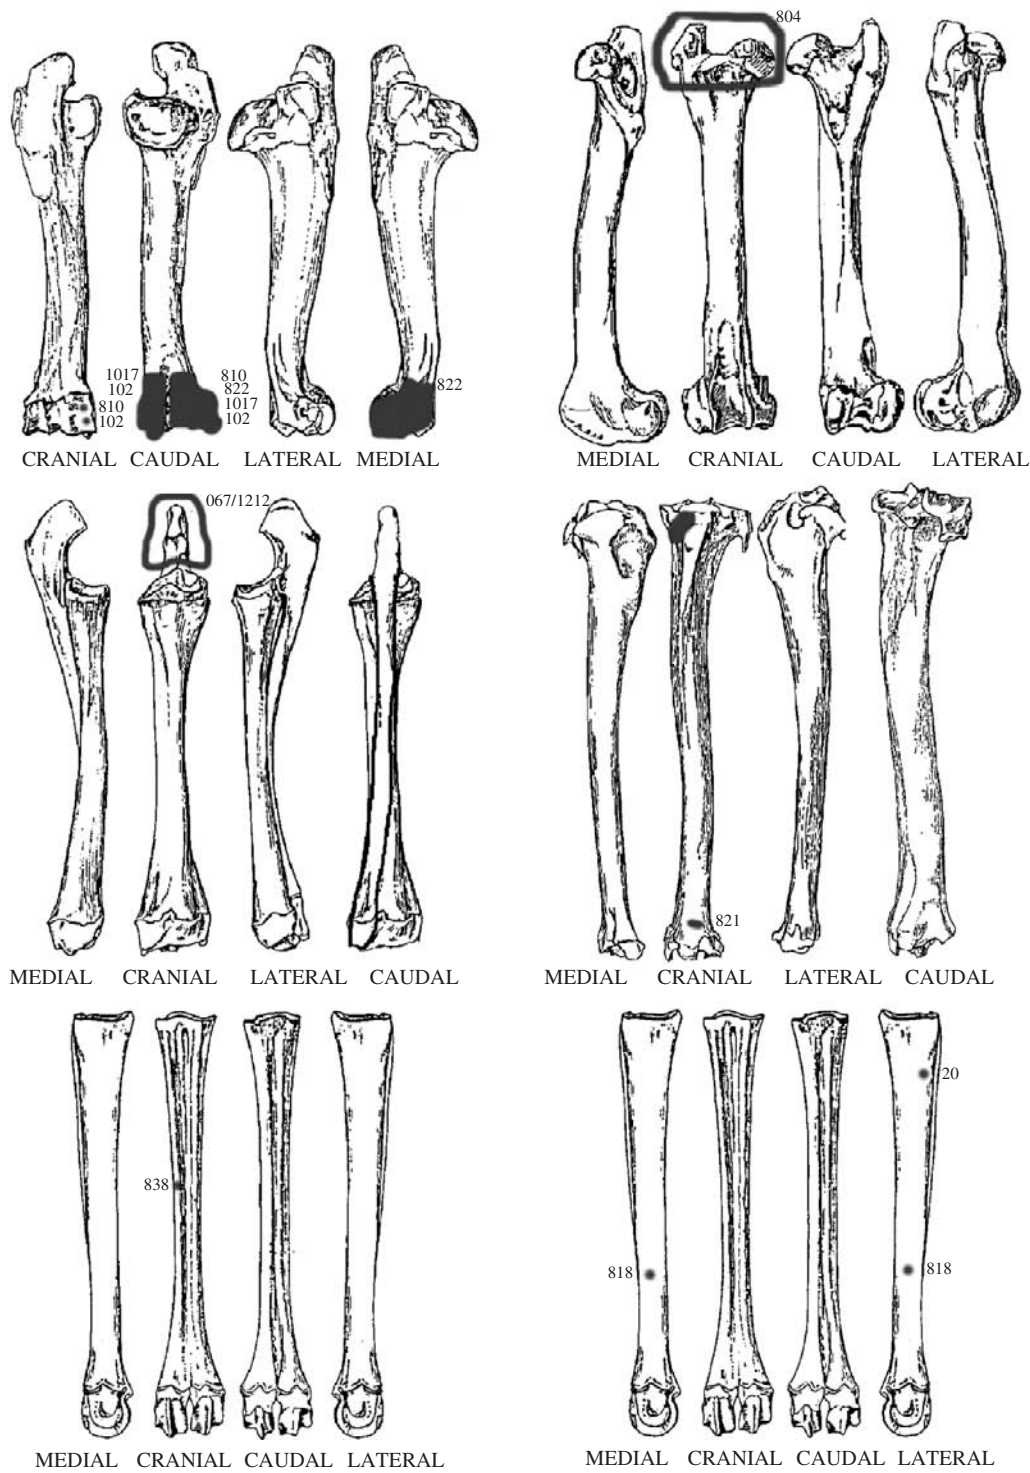 804
1017
102
810
102
810
822
1017
102
822
CRANIAL CAUDAL LATERAL MEDIAL
MEDIAL CRANIAL CAUDAL LATERAL
067/1212
821
MEDIAL CRANIAL LATERAL CAUDAL
MEDIAL CRANIAL LATERAL CAUDAL
838
20
818
818
MEDIAL CRANIAL CAUDAL LATERAL
MEDIAL CRANIAL CAUDAL LATERAL